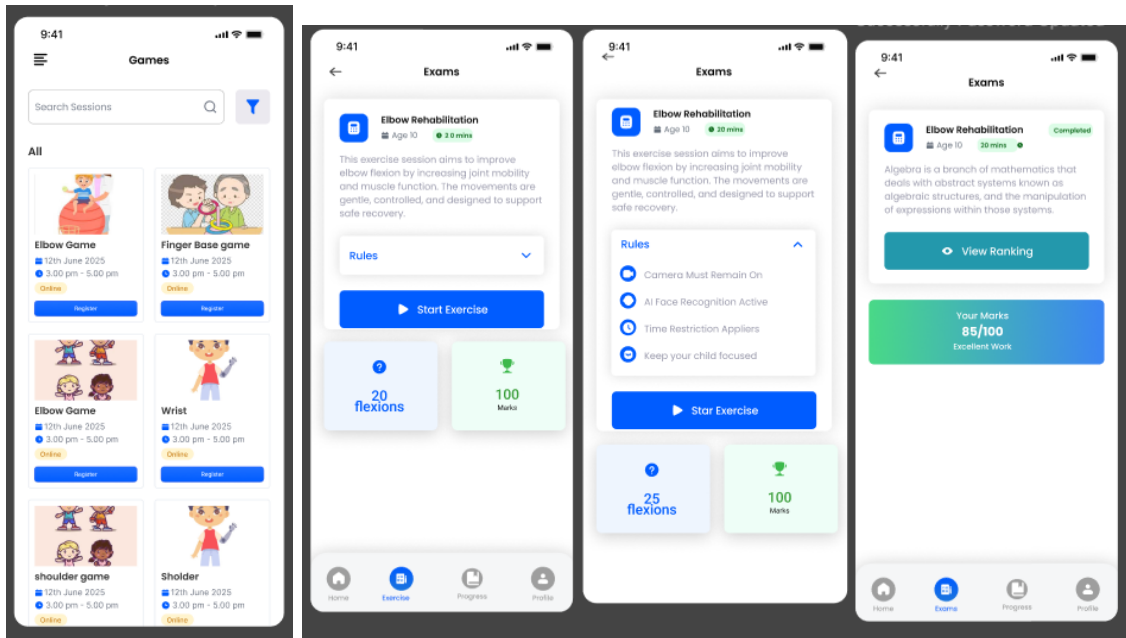 9:41
Games
Search Sessions
All
Elbow Game
12th June 2025
3.00 pm - 5.00 pm
Online
Register
Finger Base game
12th June 2025
3.00 pm - 5.00 pm
Online
Register
Elbow Game
12th June 2025
3.00 pm - 5.00 pm
Online
Register
Wrist
12th June 2025
3.00 pm - 5.00 pm
Online
Register
shoulder game
12th June 2025
3.00 pm - 5.00 pm
Online
Sholder
12th June 2025
3.00 pm - 5.00 pm
Online
9:41
Exams
Elbow Rehabilitation
Age 10
20 mins
This exercise session aims to improve
elbow flexion by increasing joint mobility
and muscle function. The movements are
gentle, controlled, and designed to support
safe recovery.
Rules
Start Exercise
20
flexions
100
Marks
Home
Exercise
Progress
Profile
9:41
Exams
Elbow Rehabilitation
Age 10
20 mins
This exercise session aims to improve
elbow flexion by increasing joint mobility
and muscle function. The movements are
gentle, controlled, and designed to support
safe recovery.
Rules
Camera Must Remain On
AI Face Recognition Active
Time Restriction Appliers
Keep your child focused
Star Exercise
25
flexions
100
Marks
Successfully Password Updated
9:41
Exams
Elbow Rehabilitation
Completed
Age 10
20 mins
Algebra is a branch of mathematics that
deals with abstract systems known as
algebraic structures, and the manipulation
of expressions within those systems.
View Ranking
Your Marks
85/100
Excellent Work
Home
Exams
Progress
Profile